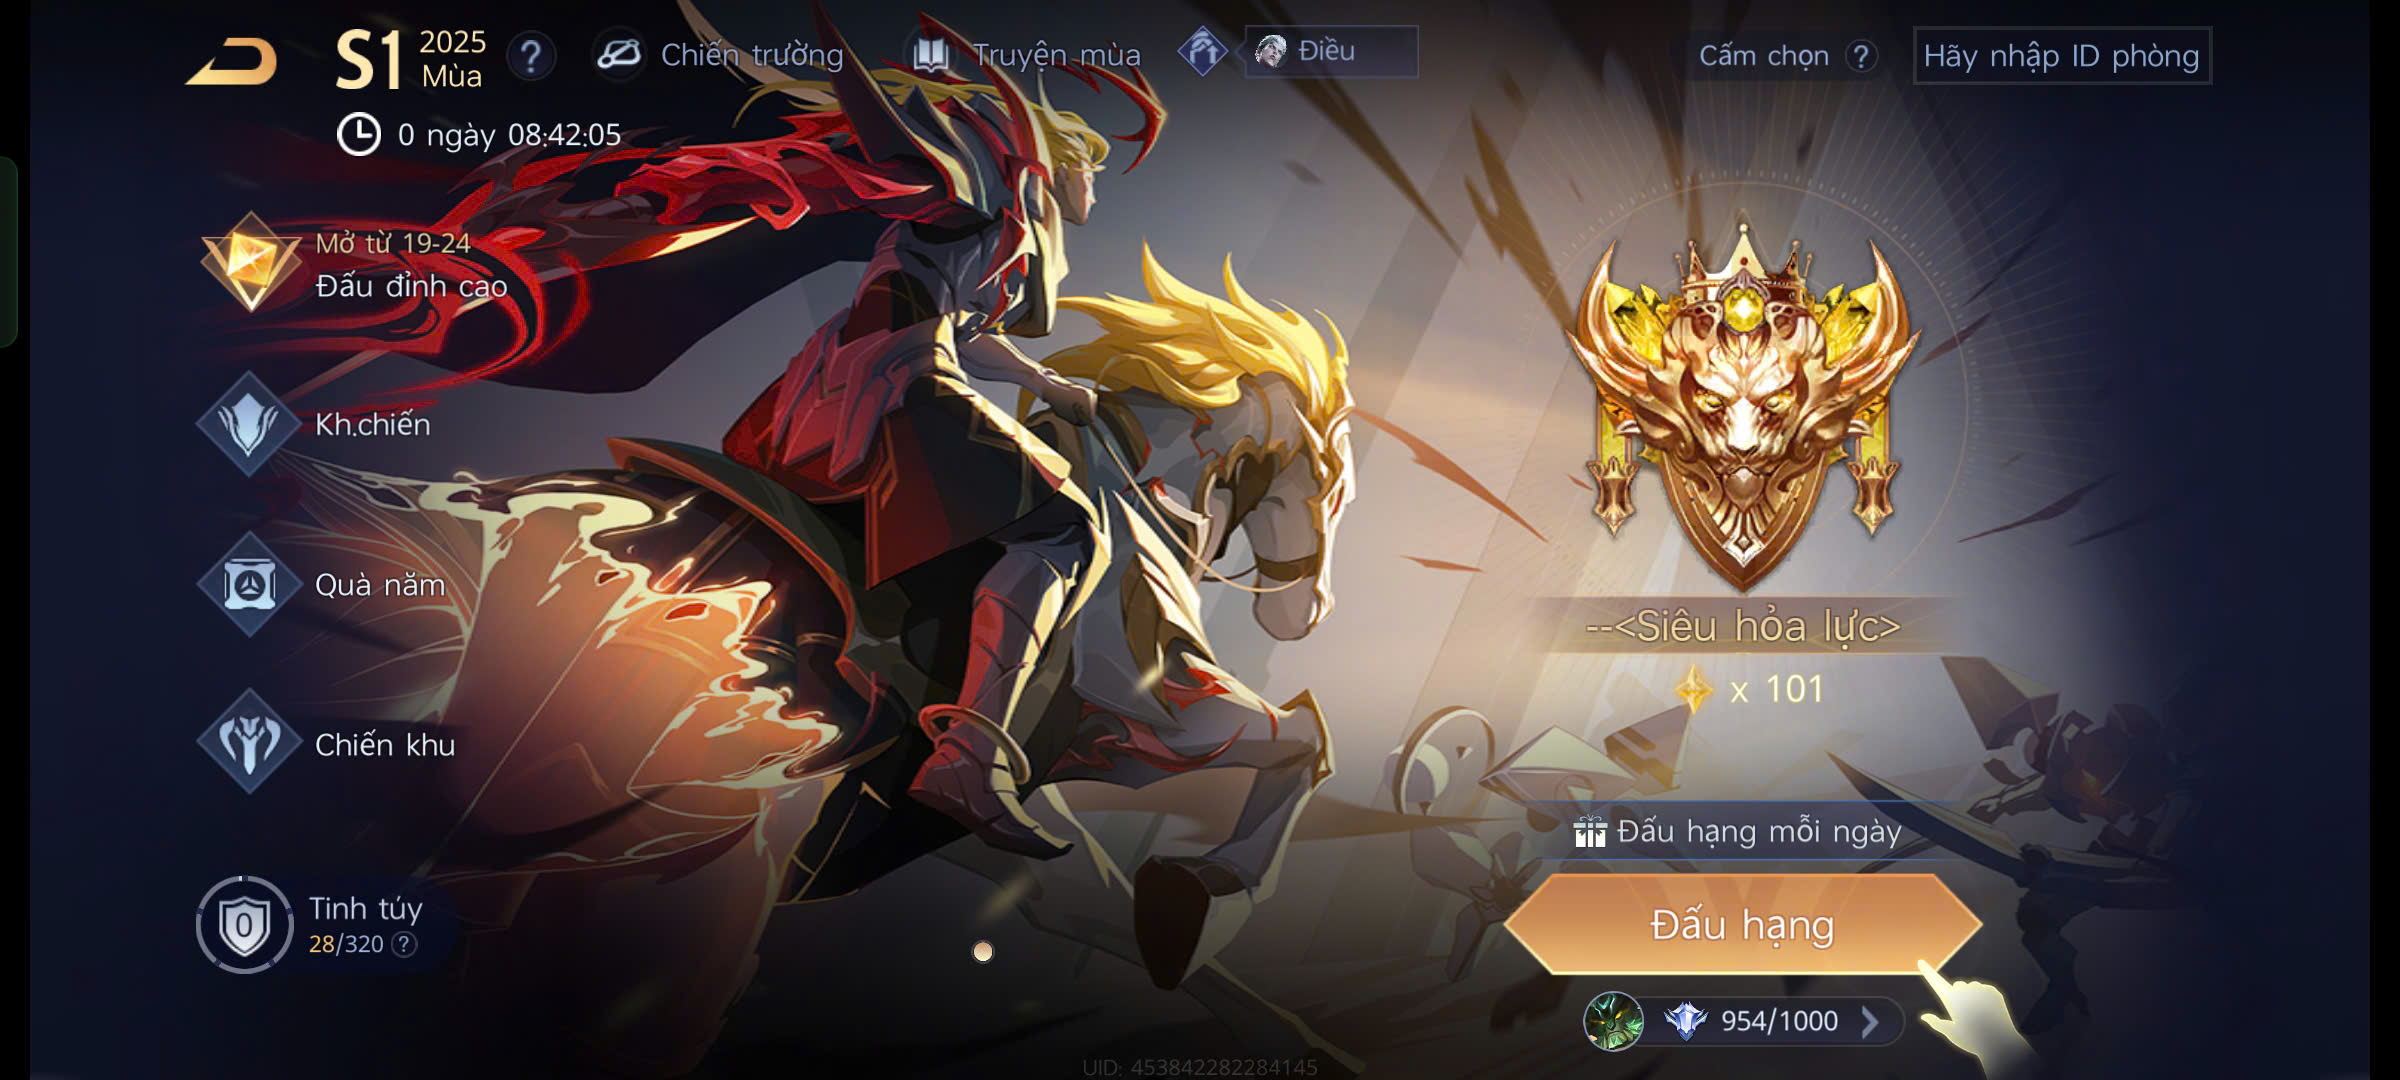 S1
2025
Mùa
?
Chiến trường
Truyện mùa
Điều
Cấm chọn ?
Hãy nhập ID phòng
0 ngày 08:42:05
Mở từ 19-24
Đấu đỉnh cao
Kh.chiến
Quà năm
Chiến khu
0
Tinh túy
28/320 ?
--<Siêu hỏa lực>
x 101
Đấu hạng mỗi ngày
Đấu hạng
954/1000
UID: 453842282284145